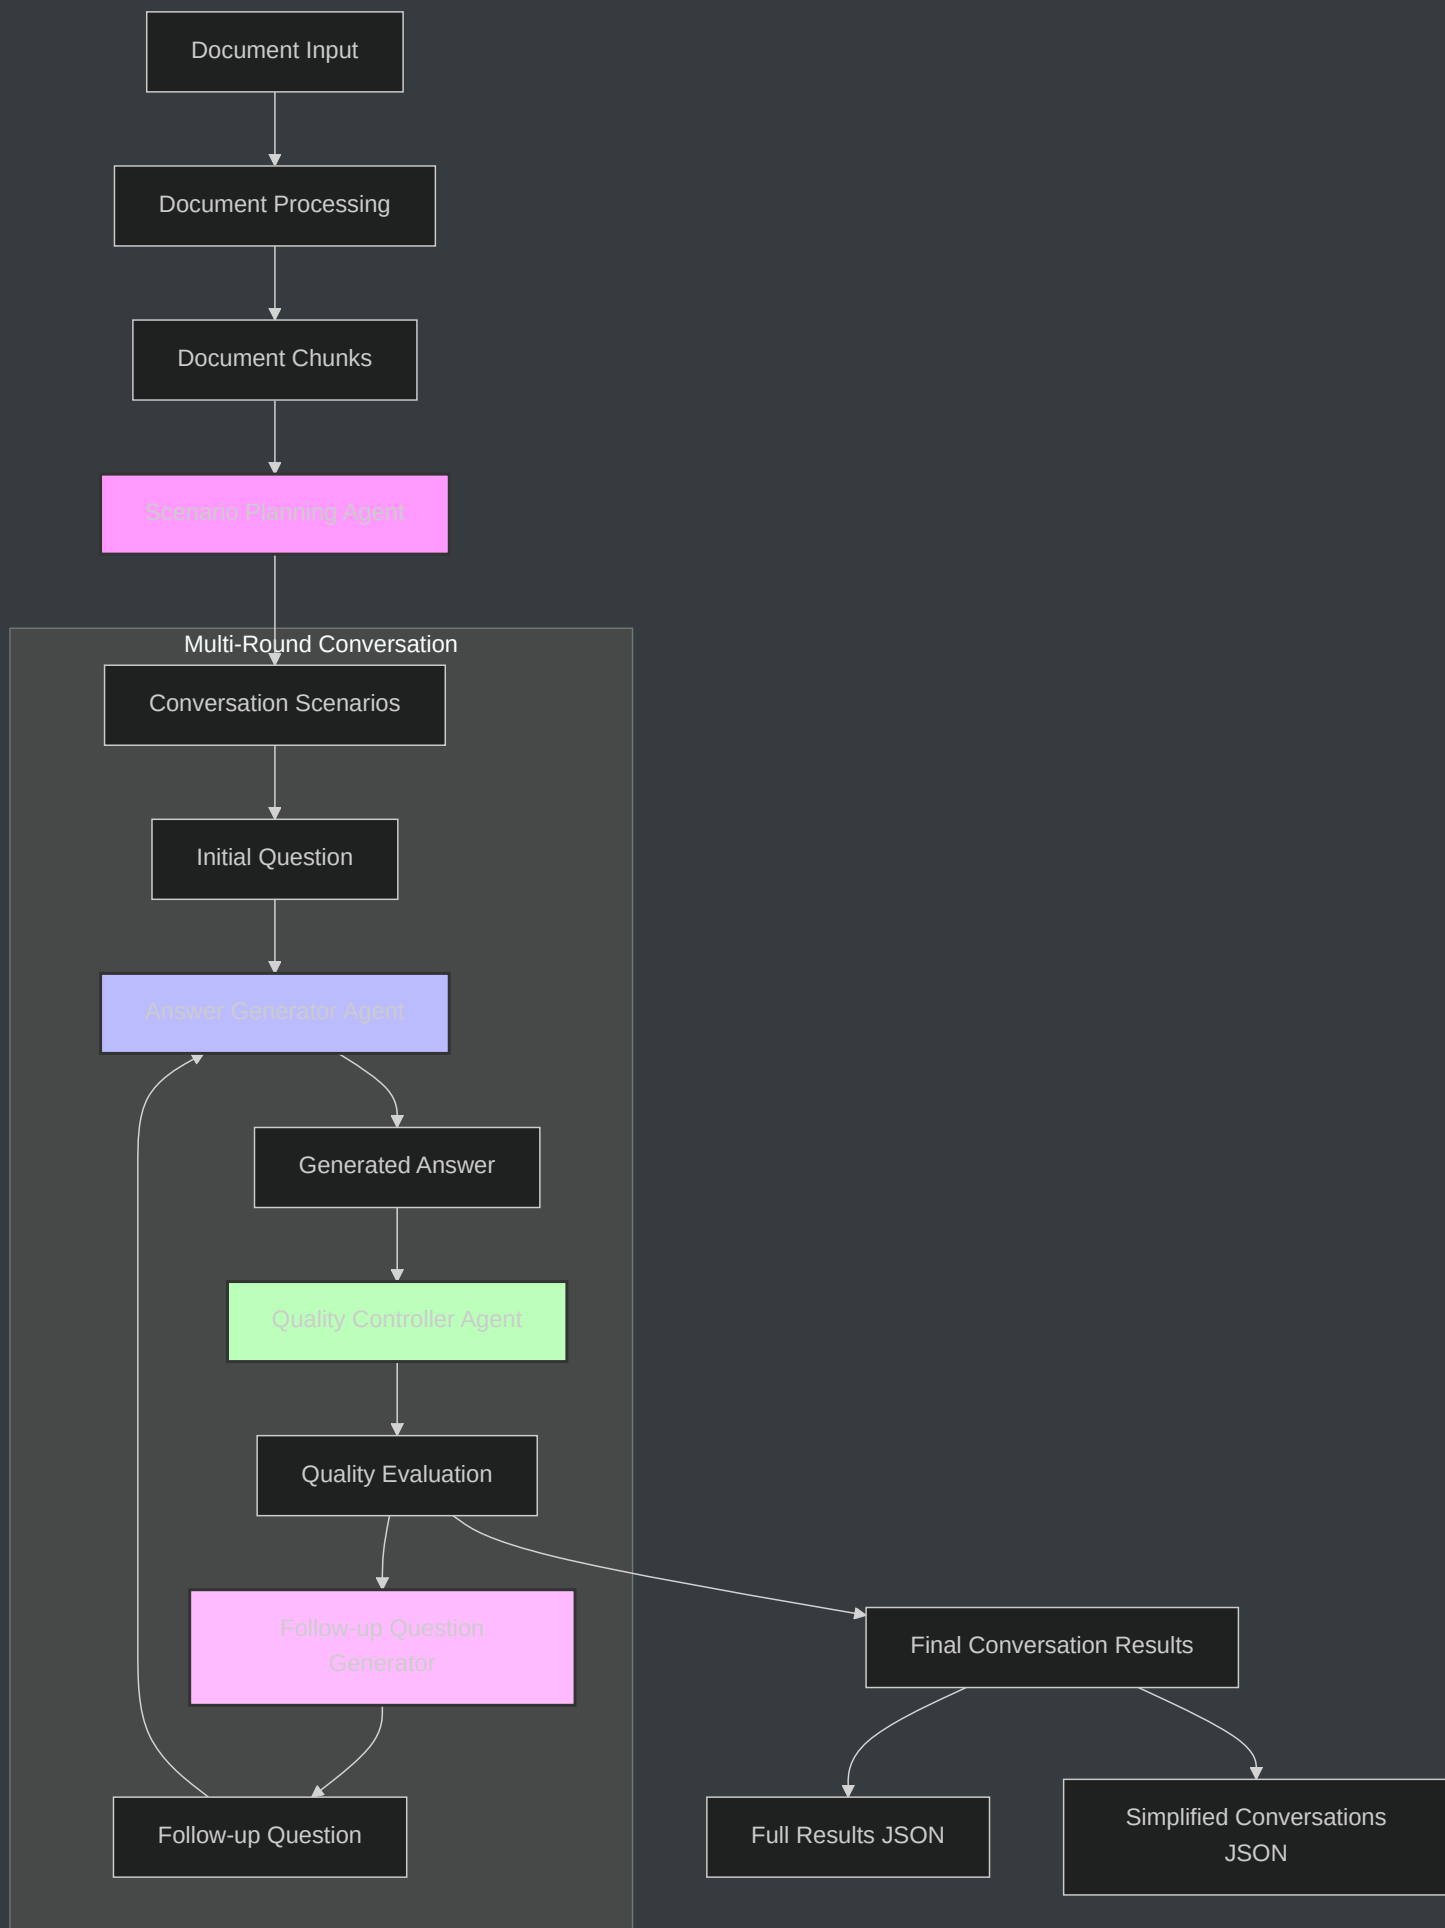 Document Input
Document Processing
Document Chunks
Scenario Planning Agent
Multi-Round Conversation
Conversation Scenarios
Initial Question
Answer Generator Agent
Generated Answer
Quality Controller Agent
Quality Evaluation
Follow-up Question
Generator
Final Conversation Results
Follow-up Question
Full Results JSON
Simplified Conversations
JSON